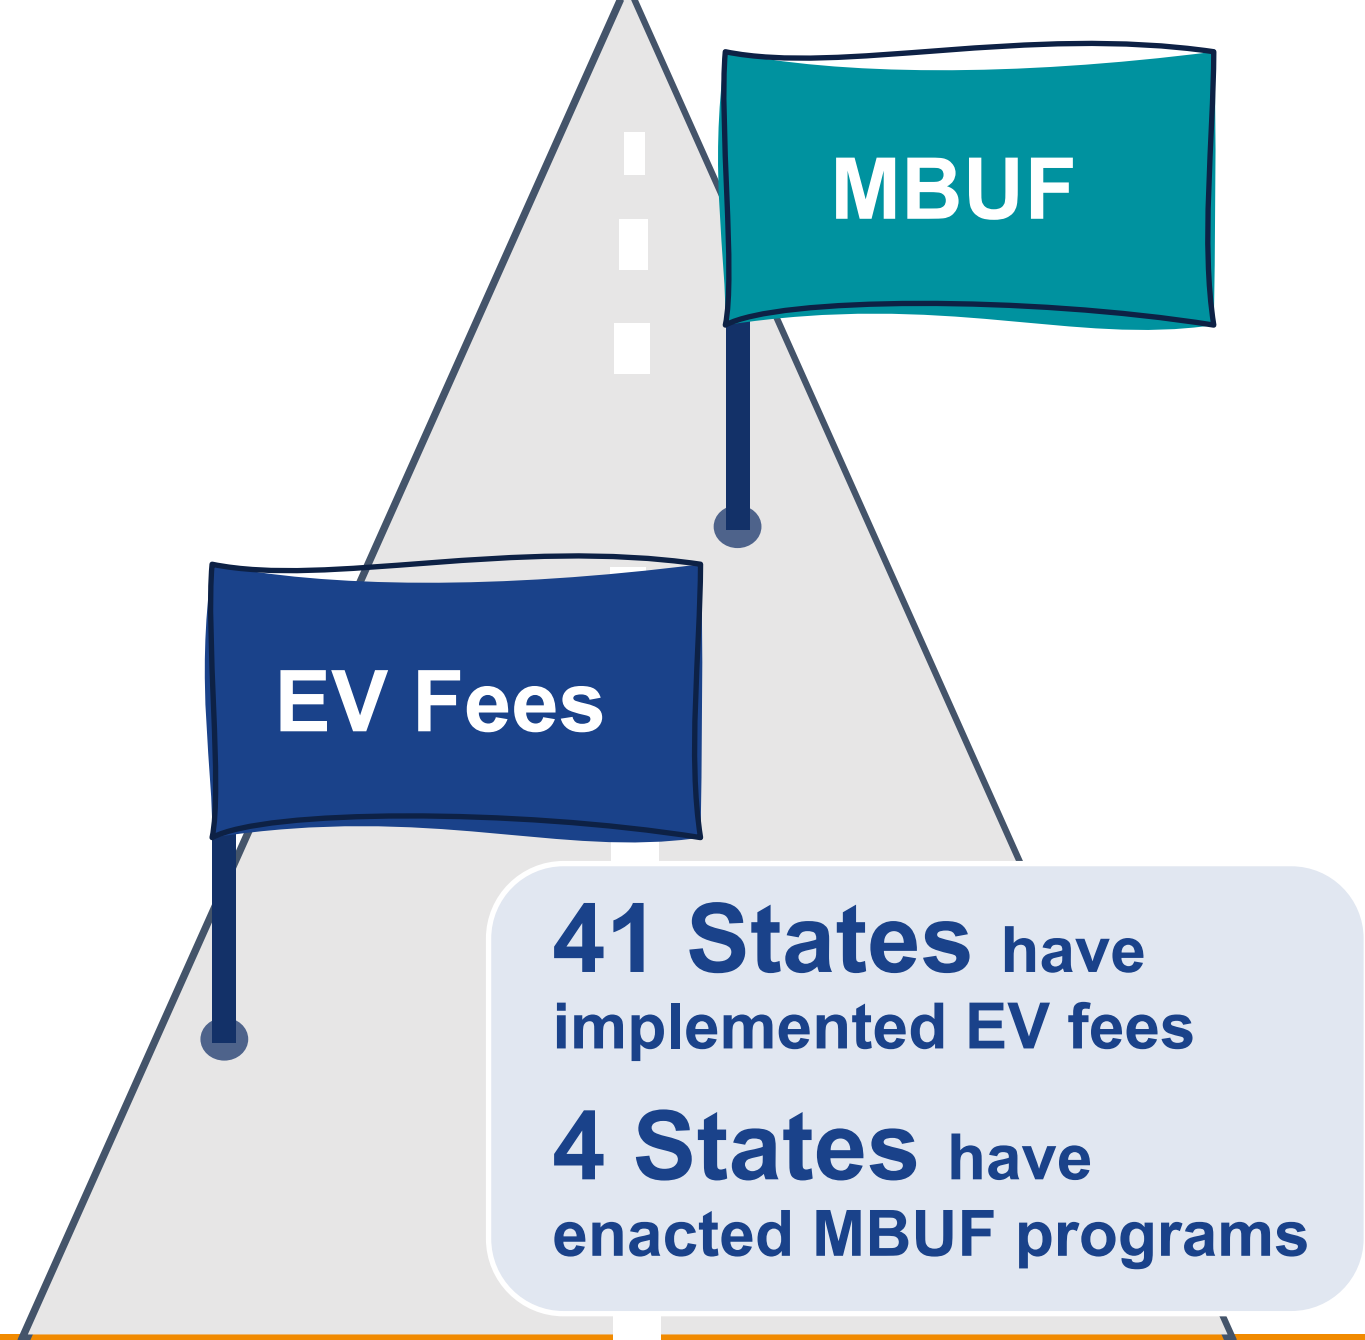 MBUF
EV Fees
41 States have
implemented EV fees
4 States have
enacted MBUF programs